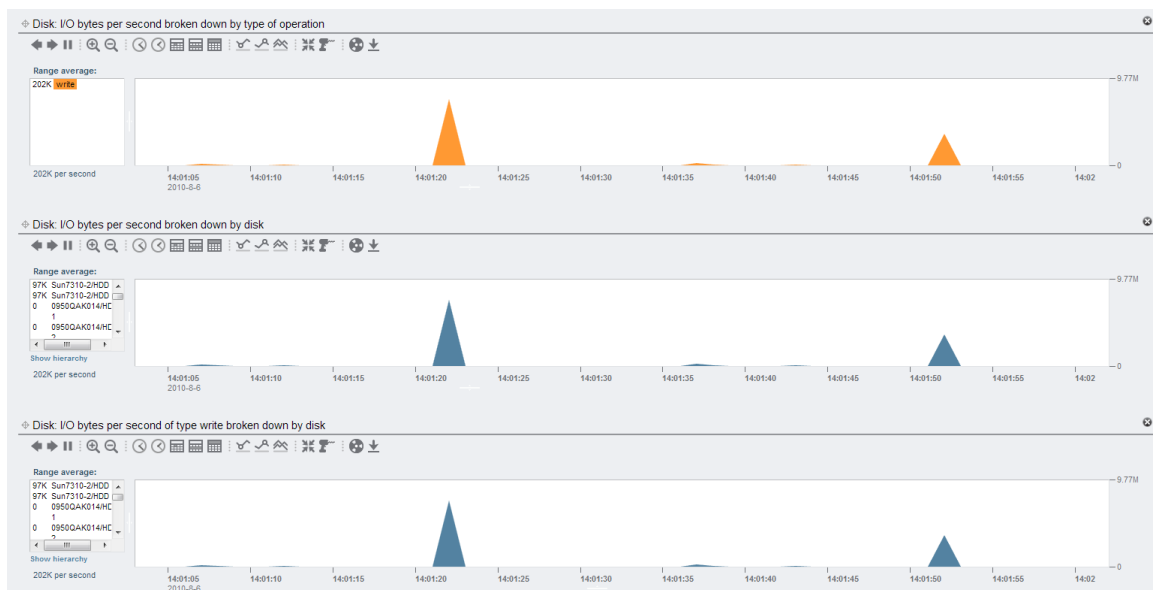 Disk: I/O bytes per second broken down by type of operation
Range average:
202K write
9.77M
0
202K per second
14:01:05 14:01:10 14:01:15 14:01:20 14:01:25 14:01:30 14:01:35 14:01:40 14:01:45 14:01:50 14:01:55 14:02
2010-8-6
Disk: I/O bytes per second broken down by disk
Range average:
97K Sun7310-2/HDD
97K Sun7310-2/HDD
0 0950QAK014/HD
1
0 0950QAK014/HD
2
Show hierarchy
9.77M
0
202K per second
14:01:05 14:01:10 14:01:15 14:01:20 14:01:25 14:01:30 14:01:35 14:01:40 14:01:45 14:01:50 14:01:55 14:02
2010-8-6
Disk: I/O bytes per second of type write broken down by disk
Range average:
97K Sun7310-2/HDD
97K Sun7310-2/HDD
0 0950QAK014/HD
1
0 0950QAK014/HD
2
Show hierarchy
9.77M
0
202K per second
14:01:05 14:01:10 14:01:15 14:01:20 14:01:25 14:01:30 14:01:35 14:01:40 14:01:45 14:01:50 14:01:55 14:02
2010-8-6